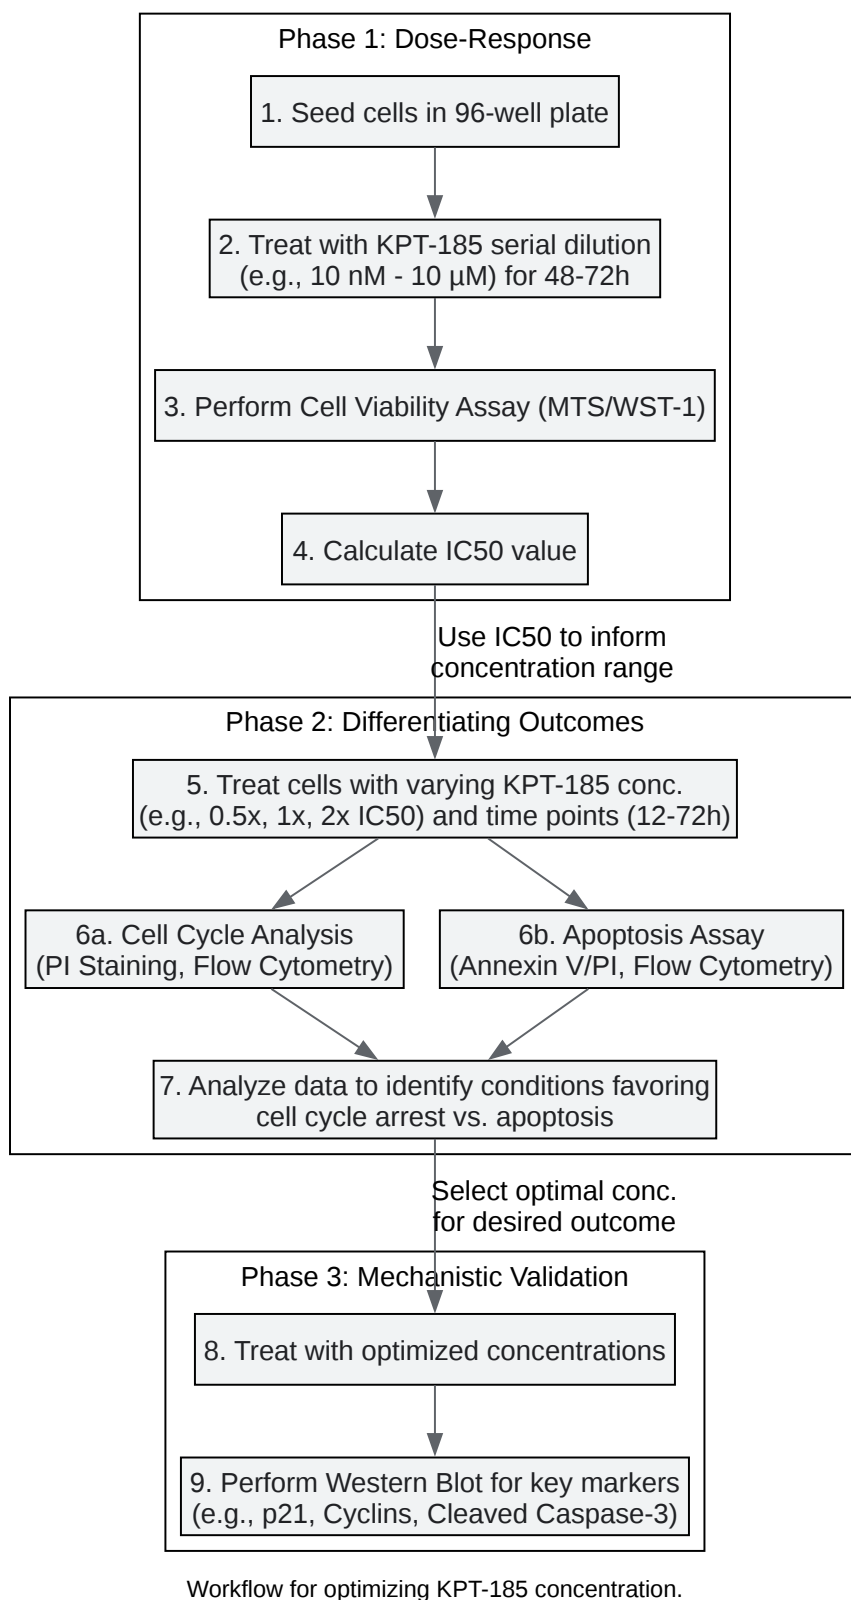 Phase 1: Dose-Response
1. Seed cells in 96-well plate
2. Treat with KPT-185 serial dilution
(e.g., 10 nM - 10 µM) for 48-72h
3. Perform Cell Viability Assay (MTS/WST-1)
4. Calculate IC50 value
Use IC50 to inform
concentration range
Phase 2: Differentiating Outcomes
5. Treat cells with varying KPT-185 conc.
(e.g., 0.5x, 1x, 2x IC50) and time points (12-72h)
6a. Cell Cycle Analysis
(PI Staining, Flow Cytometry)
6b. Apoptosis Assay
(Annexin V/PI, Flow Cytometry)
7. Analyze data to identify conditions favoring
cell cycle arrest vs. apoptosis
Select optimal conc.
for desired outcome
Phase 3: Mechanistic Validation
8. Treat with optimized concentrations
9. Perform Western Blot for key markers
(e.g., p21, Cyclins, Cleaved Caspase-3)
Workflow for optimizing KPT-185 concentration.